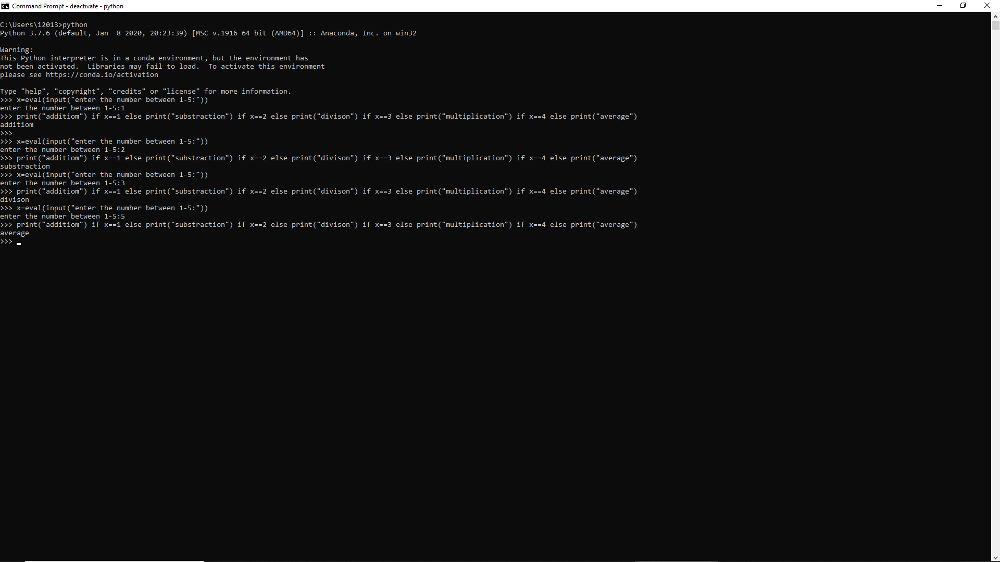 Command Prompt - deactivate - python
C:\Users\12013>python
Python 3.7.6 (default, Jan  8 2020, 20:23:39) [MSC v.1916 64 bit (AMD64)] :: Anaconda, Inc. on win32
Warning:
This Python interpreter is in a conda environment, but the environment has
not been activated.  Libraries may fail to load.  To activate this environment
please see https://conda.io/activation
Type "help", "copyright", "credits" or "license" for more information.
>>> x=eval(input("enter the number between 1-5:"))
enter the number between 1-5:1
>>> print("additiom") if x==1 else print("substraction") if x==2 else print("divison") if x==3 else print("multiplication") if x==4 else print("average")
additiom
>>>
>>> x=eval(input("enter the number between 1-5:"))
enter the number between 1-5:2
>>> print("additiom") if x==1 else print("substraction") if x==2 else print("divison") if x==3 else print("multiplication") if x==4 else print("average")
substraction
>>> x=eval(input("enter the number between 1-5:"))
enter the number between 1-5:3
>>> print("additiom") if x==1 else print("substraction") if x==2 else print("divison") if x==3 else print("multiplication") if x==4 else print("average")
divison
>>> x=eval(input("enter the number between 1-5:"))
enter the number between 1-5:5
>>> print("additiom") if x==1 else print("substraction") if x==2 else print("divison") if x==3 else print("multiplication") if x==4 else print("average")
average
>>>